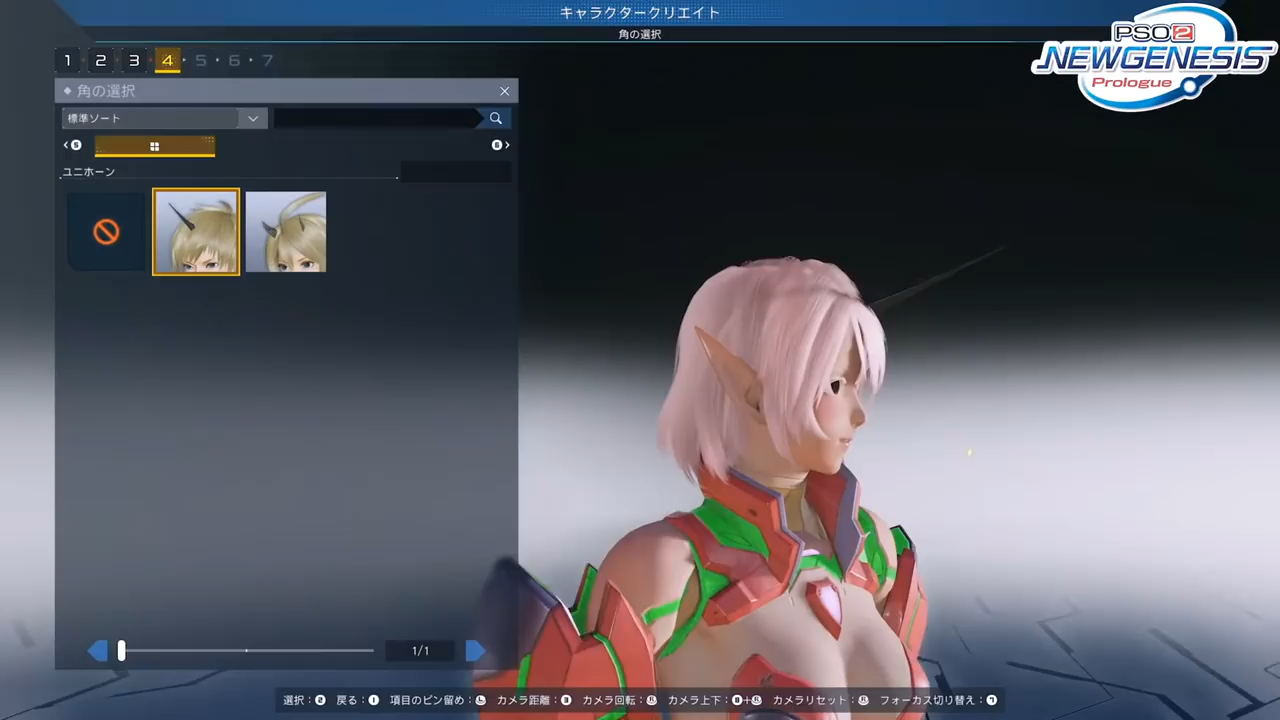 キャラクタークリエイト
角の選択
PSO2
NEWGENESIS
Prologue
1 2 3 4 5 6 7
角の選択
標準ソート
ユニホーン
1/1
選択： 戻る： 項目のピン留め： カメラ距離： カメラ回転： カメラ上下： + カメラリセット： フォーカス切り替え：